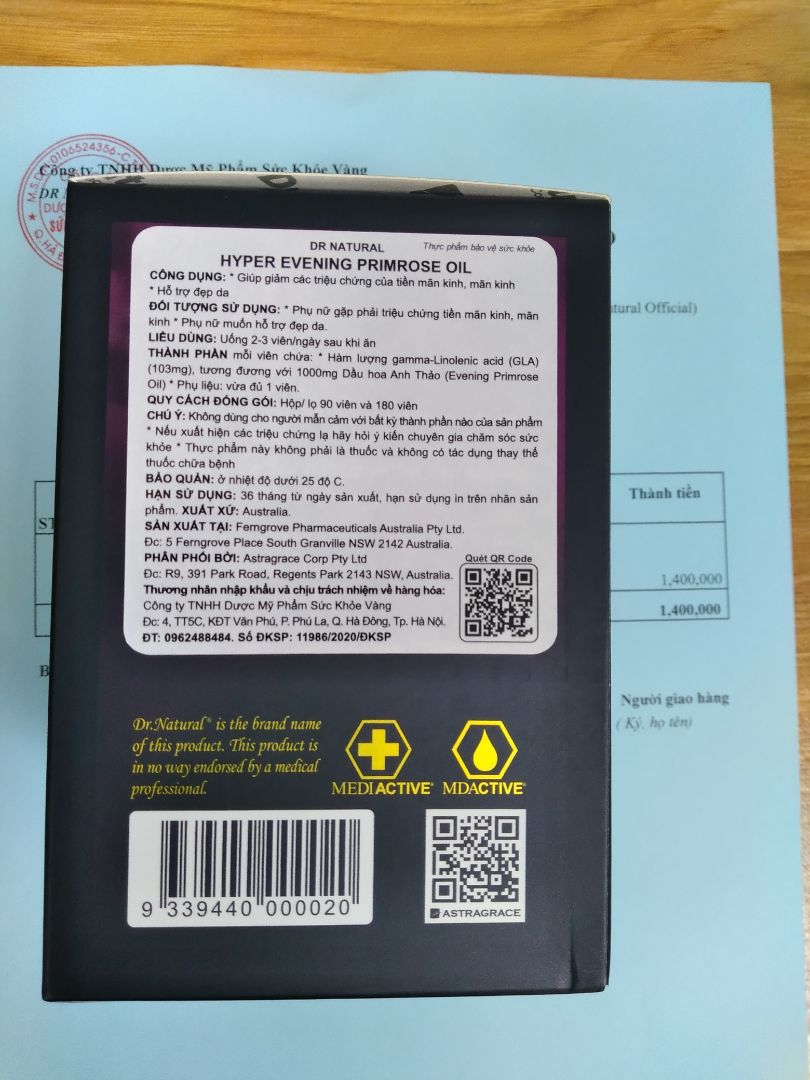 M.S.D.N:0106524356-C.T
Công ty TNHH Dược Mỹ Phẩm Sức Khỏe Vàng
DR
DƯỢC
SỨC
Q.HÀ Đ
tural Official)
DR NATURAL
Thực phẩm bảo vệ sức khỏe
HYPER EVENING PRIMROSE OIL
CÔNG DỤNG: * Giúp giảm các triệu chứng của tiền mãn kinh, mãn kinh
* Hỗ trợ đẹp da
ĐỐI TƯỢNG SỬ DỤNG: * Phụ nữ gặp phải triệu chứng tiền mãn kinh, mãn
kinh * Phụ nữ muốn hỗ trợ đẹp da.
LIỀU DÙNG: Uống 2-3 viên/ngày sau khi ăn
THÀNH PHẦN mỗi viên chứa: * Hàm lượng gamma-Linolenic acid (GLA)
(103mg), tương đương với 1000mg Dầu hoa Anh Thảo (Evening Primrose
Oil) * Phụ liệu: vừa đủ 1 viên.
QUY CÁCH ĐÓNG GÓI: Hộp/ lọ 90 viên và 180 viên
CHÚ Ý: Không dùng cho người mẫn cảm với bất kỳ thành phần nào của sản phẩm
* Nếu xuất hiện các triệu chứng lạ hãy hỏi ý kiến chuyên gia chăm sóc sức
khỏe * Thực phẩm này không phải là thuốc và không có tác dụng thay thế
thuốc chữa bệnh
BẢO QUẢN: ở nhiệt độ dưới 25 độ C.
HẠN SỬ DỤNG: 36 tháng từ ngày sản xuất, hạn sử dụng in trên nhãn sản
phẩm. XUẤT XỨ: Australia.
SẢN XUẤT TẠI: Ferngrove Pharmaceuticals Australia Pty Ltd.
Đc: 5 Ferngrove Place South Granville NSW 2142 Australia.
PHÂN PHỐI BỞI: Astragrace Corp Pty Ltd
Quét QR Code
Đc: R9, 391 Park Road, Regents Park 2143 NSW, Australia.
Thương nhân nhập khẩu và chịu trách nhiệm về hàng hóa:
Công ty TNHH Dược Mỹ Phẩm Sức Khỏe Vàng
Đc: 4, TT5C, KĐT Văn Phú, P. Phú La, Q. Hà Đông, Tp. Hà Nội.
ĐT: 0962488484. Số ĐKSP: 11986/2020/ĐKSP
ST
Thành tiền
1,400,000
1,400,000
B
Người giao hàng
( Ký, họ tên)
Dr.Natural® is the brand name
of this product. This product is
in no way endorsed by a medical
professional.
MEDIACTIVE®
MDACTIVE®
9 339440 000020
ASTRAGRACE